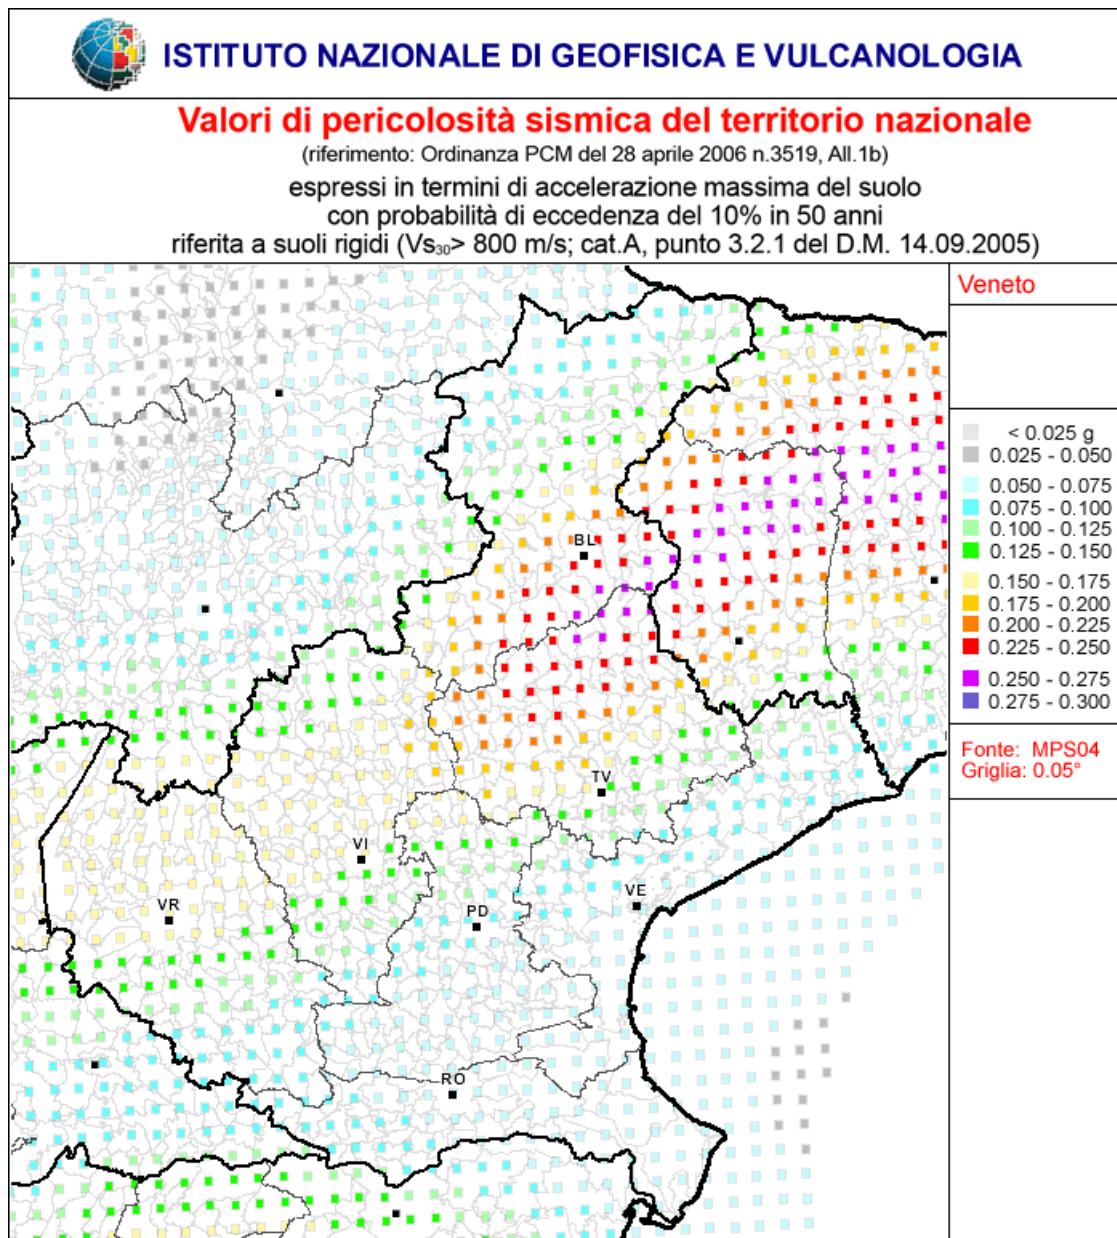 ISTITUTO NAZIONALE DI GEOFISICA E VULCANOLOGIA
Valori di pericolosità sismica del territorio nazionale
(riferimento: Ordinanza PCM del 28 aprile 2006 n.3519, All.1b)
espressi in termini di accelerazione massima del suolo
con probabilità di eccedenza del 10% in 50 anni
riferita a suoli rigidi (Vs₃₀> 800 m/s; cat.A, punto 3.2.1 del D.M. 14.09.2005)
Veneto
< 0.025 g
0.025 - 0.050
0.050 - 0.075
0.075 - 0.100
0.100 - 0.125
0.125 - 0.150
0.150 - 0.175
0.175 - 0.200
0.200 - 0.225
0.225 - 0.250
0.250 - 0.275
0.275 - 0.300
Fonte: MPS04
Griglia: 0.05°
BL
TV
VI
VE
VR
PD
RO